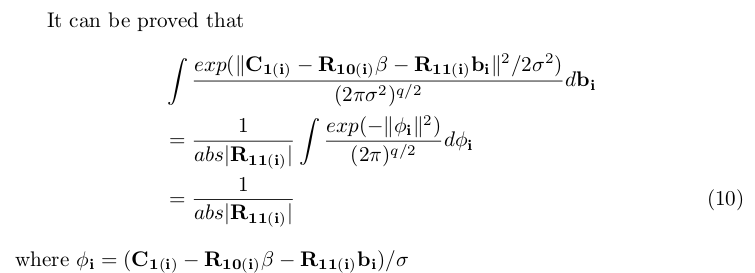 It can be proved that
∫ exp(‖C₁₍ᵢ₎ − R₁₀₍ᵢ₎β − R₁₁₍ᵢ₎bᵢ‖²/2σ²) / (2πσ²)^{q/2} dbᵢ
= 1 / abs|R₁₁₍ᵢ₎| ∫ exp(−‖ϕᵢ‖²) / (2π)^{q/2} dϕᵢ
= 1 / abs|R₁₁₍ᵢ₎| (10)
where ϕᵢ = (C₁₍ᵢ₎ − R₁₀₍ᵢ₎β − R₁₁₍ᵢ₎bᵢ)/σ